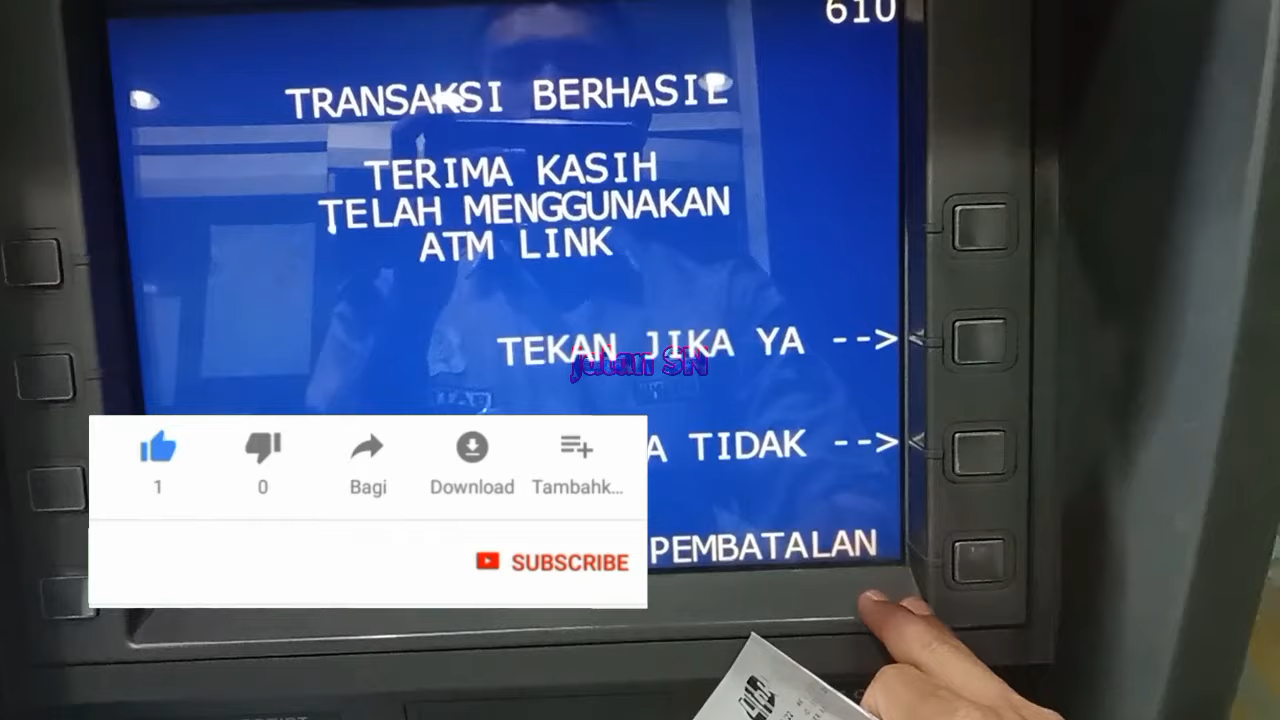 610
TRANSAKSI BERHASIL
TERIMA KASIH
TELAH MENGGUNAKAN
ATM LINK
TEKAN JIKA YA -->
jalan SN
A TIDAK -->
PEMBATALAN
1
0
Bagi
Download
Tambahk...
SUBSCRIBE